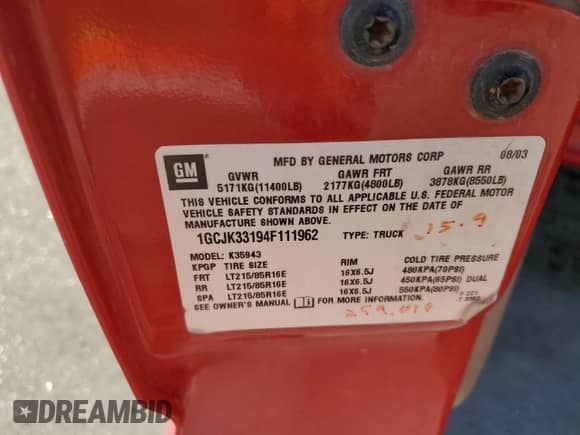 GM
MFD BY GENERAL MOTORS CORP 08/03
GVWR GAWR FRT GAWR RR
5171KG(11400LB) 2177KG(4800LB) 3878KG(8550LB)
THIS VEHICLE CONFORMS TO ALL APPLICABLE U.S. FEDERAL MOTOR
VEHICLE SAFETY STANDARDS IN EFFECT ON THE DATE OF
MANUFACTURE SHOWN ABOVE.
1GCJK33194F111962 TYPE: TRUCK
15.9
MODEL: K35943
KPGP TIRE SIZE RIM COLD TIRE PRESSURE
FRT LT215/85R16E 16X6.5J 480KPA(70PSI)
RR LT215/85R16E 16X6.5J 450KPA(65PSI) DUAL
SPA LT215/85R16E 16X6.5J 550KPA(80PSI)
SEE OWNER'S MANUAL FOR MORE INFORMATION.
DREAMBID